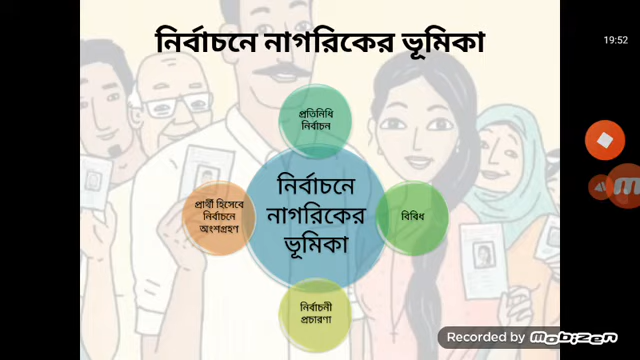 নির্বাচনে নাগরিকের ভূমিকা
19:52
প্রতিনিধি
নির্বাচন
প্রার্থী হিসেবে
নির্বাচনে
অংশগ্রহণ
নির্বাচনে
নাগরিকের
ভূমিকা
বিবিধ
নির্বাচনী
প্রচারণা
Recorded by mobizen